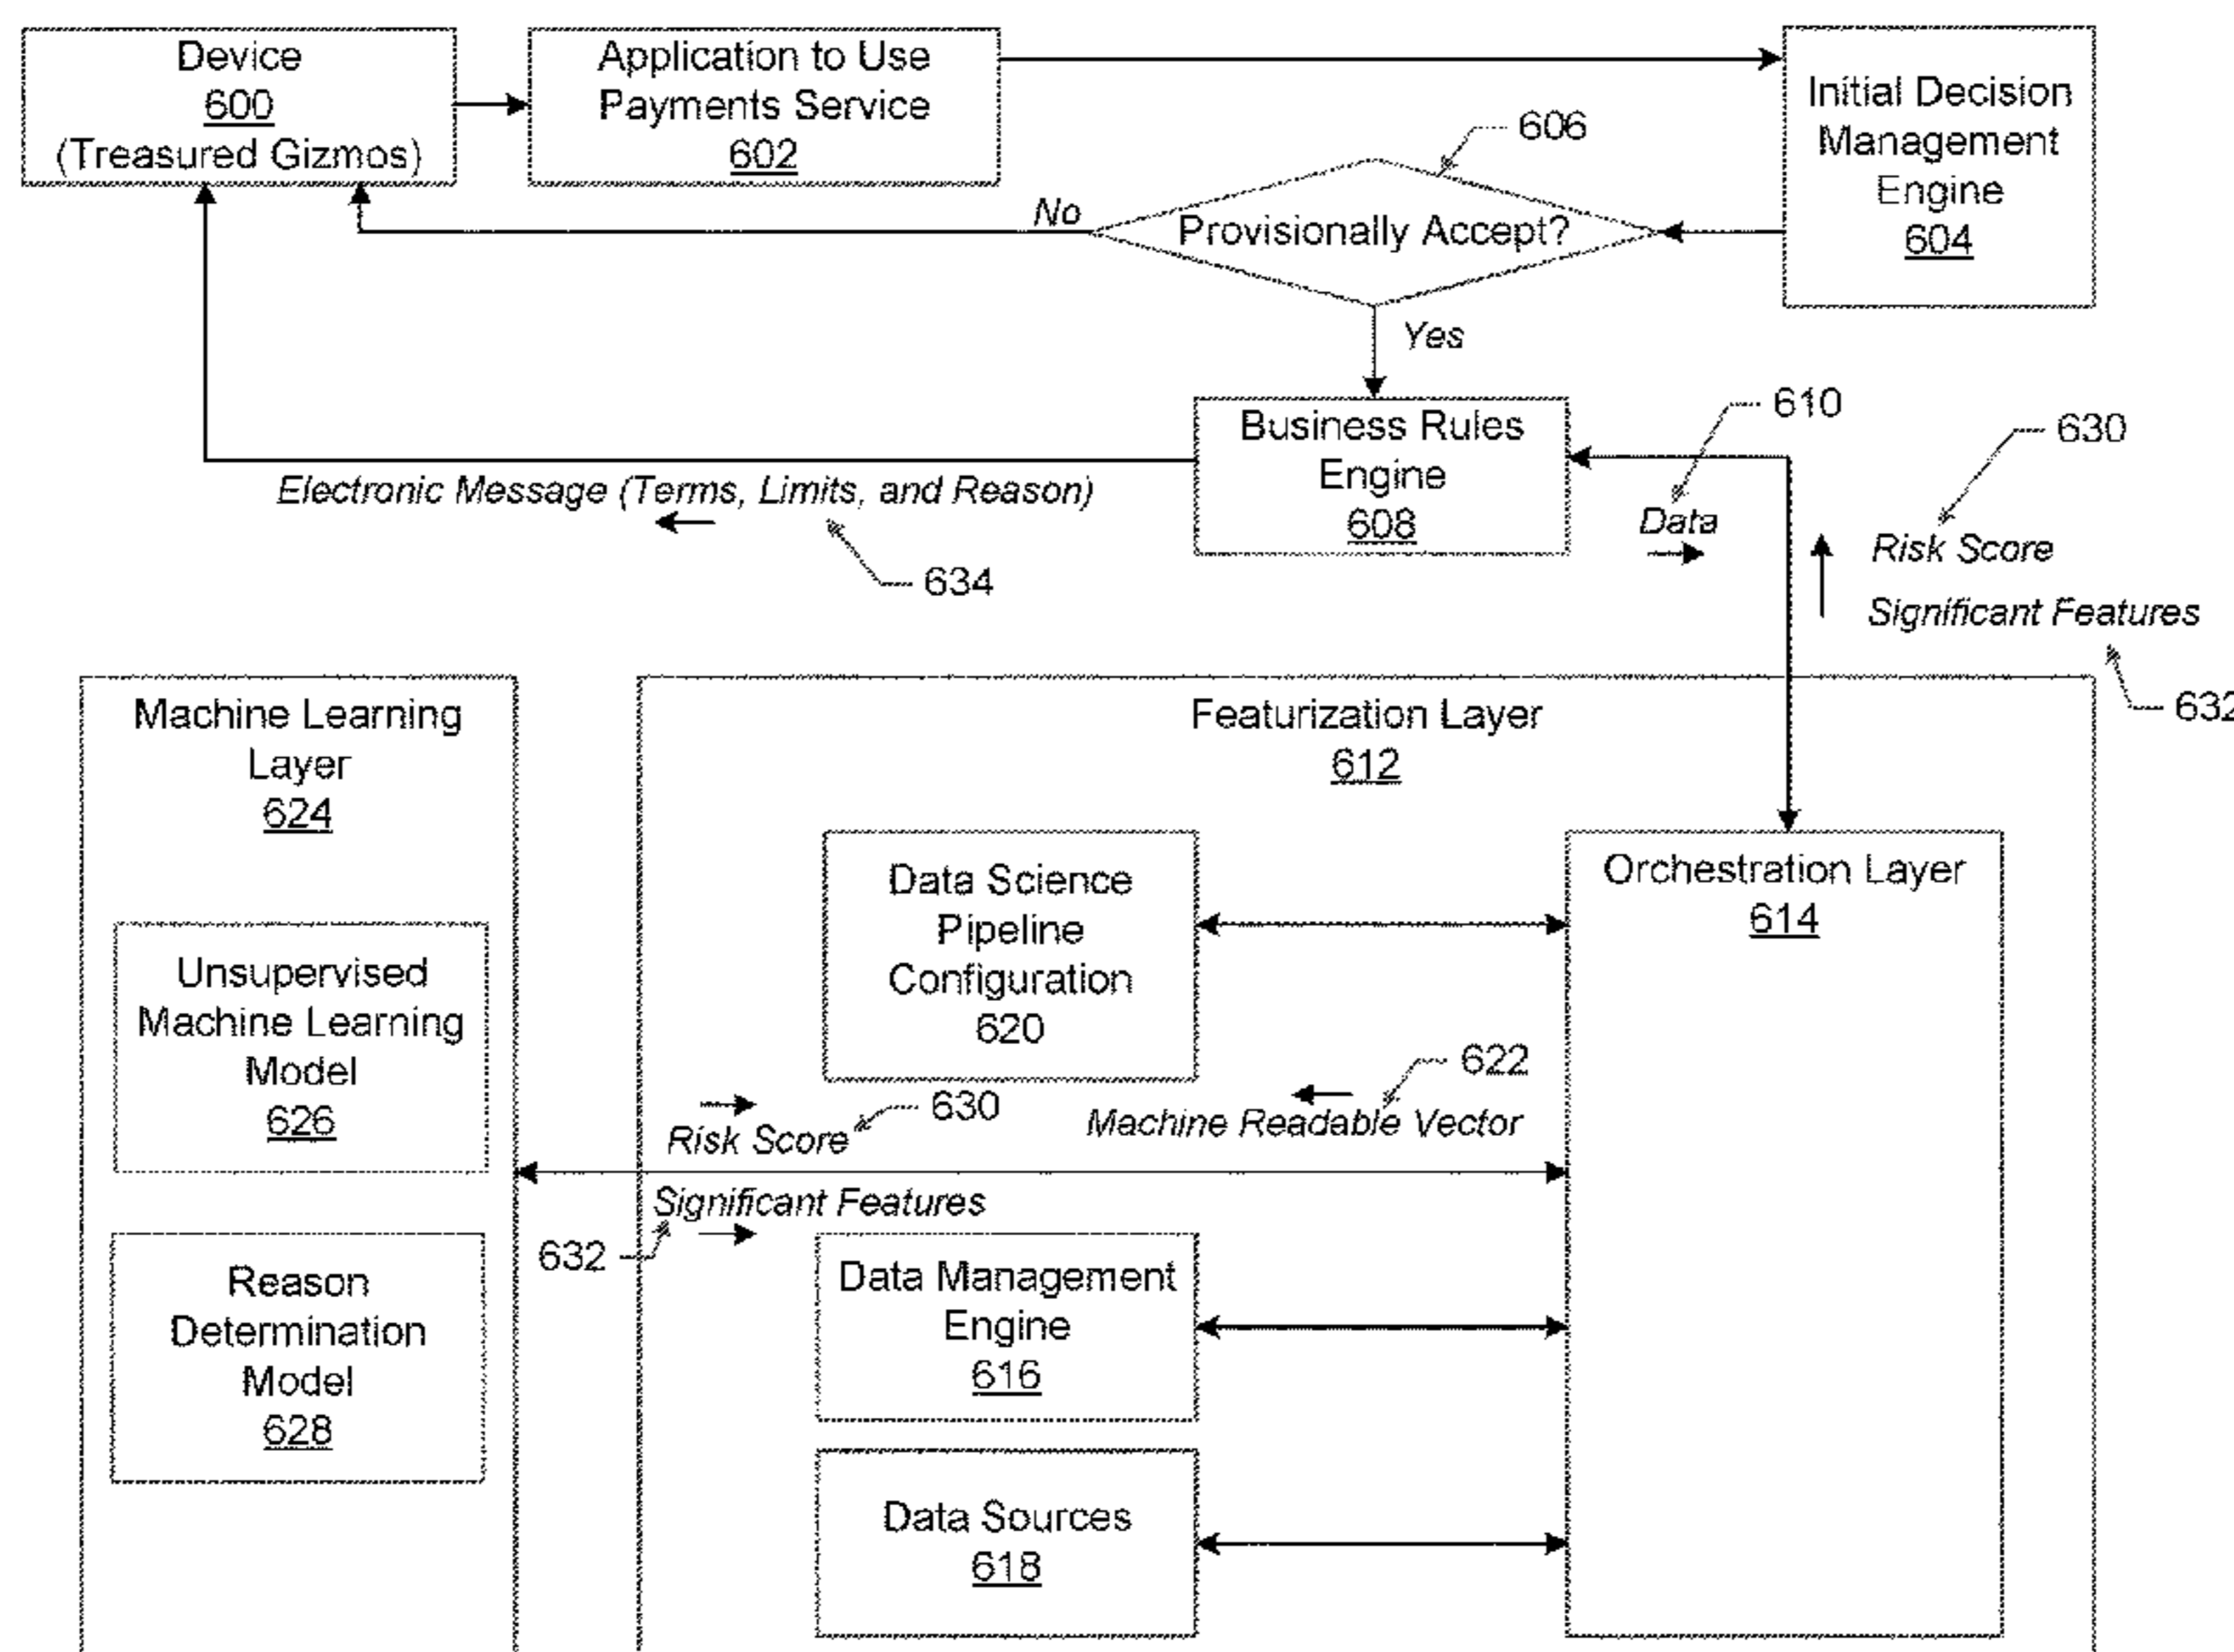 Device
600
(Treasured Gizmos)
Application to Use
Payments Service
602
Initial Decision
Management
Engine
604
606
No
Provisionally Accept?
Yes
Business Rules
Engine
608
610
Data
630
Risk Score
Significant Features
632
Electronic Message (Terms, Limits, and Reason)
634
Machine Learning
Layer
624
Unsupervised
Machine Learning
Model
626
Reason
Determination
Model
628
Featurization Layer
612
Data Science
Pipeline
Configuration
620
Orchestration Layer
614
622
Machine Readable Vector
630
Risk Score
Significant Features
632
Data Management
Engine
616
Data Sources
618